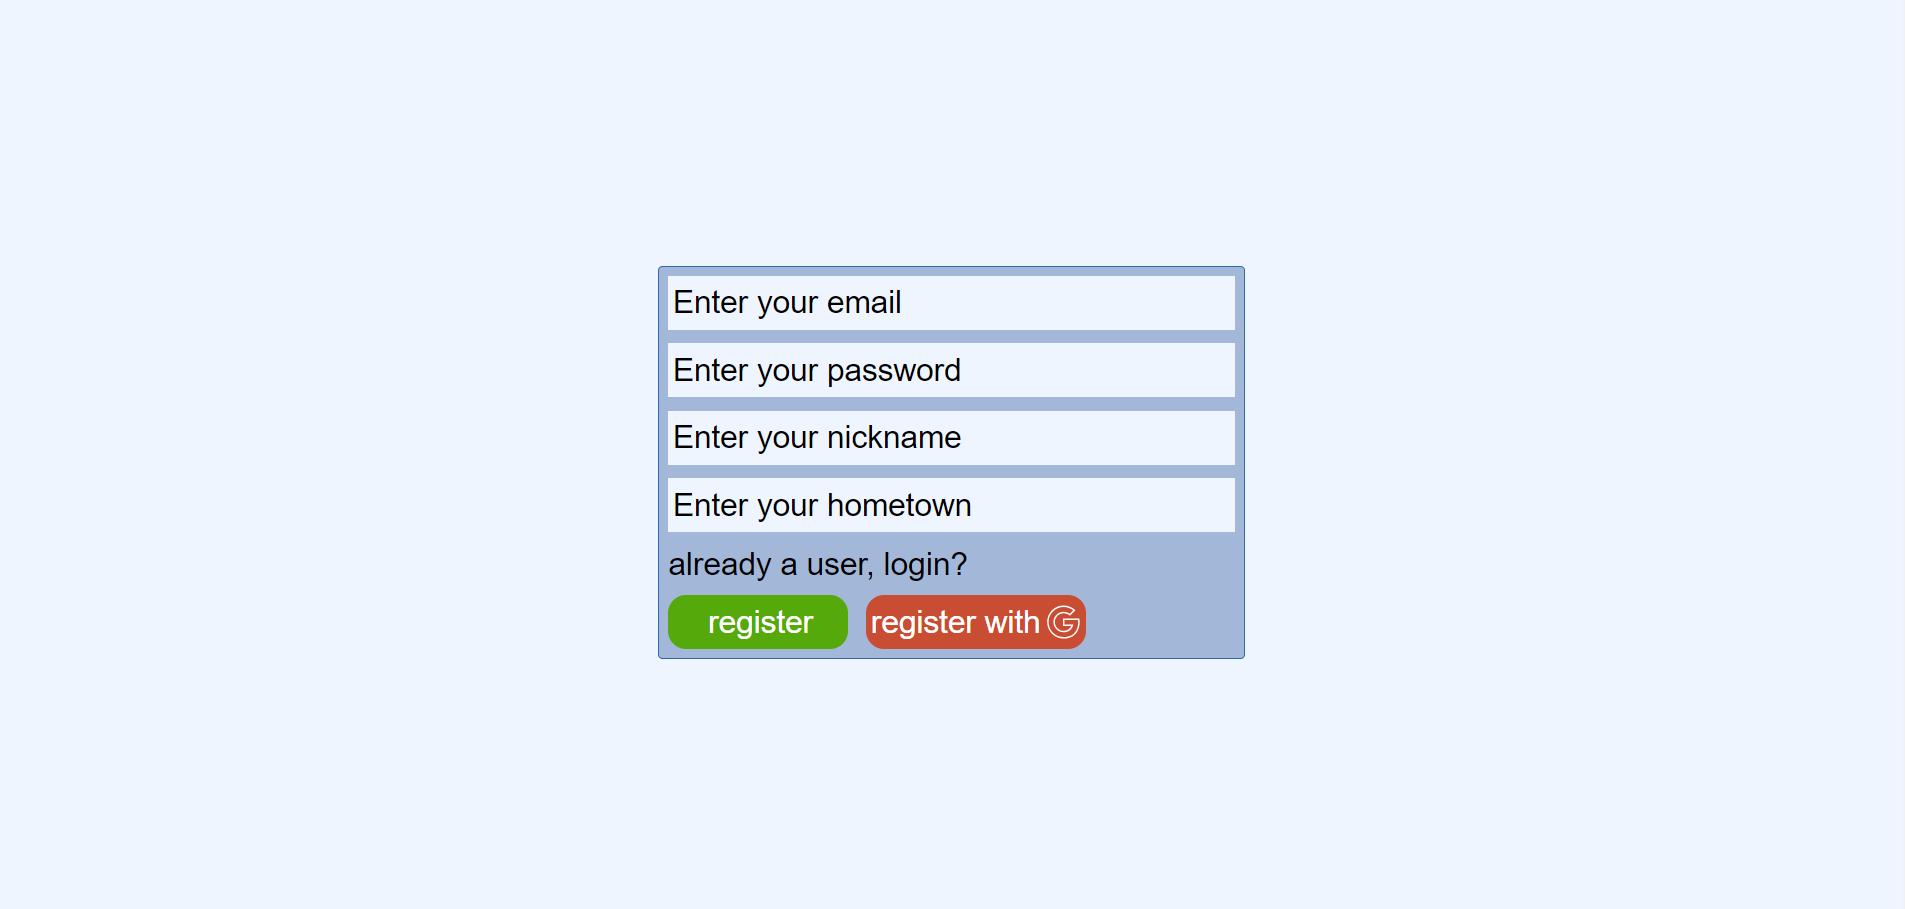 Enter your email
Enter your password
Enter your nickname
Enter your hometown
already a user, login?
register
register with G